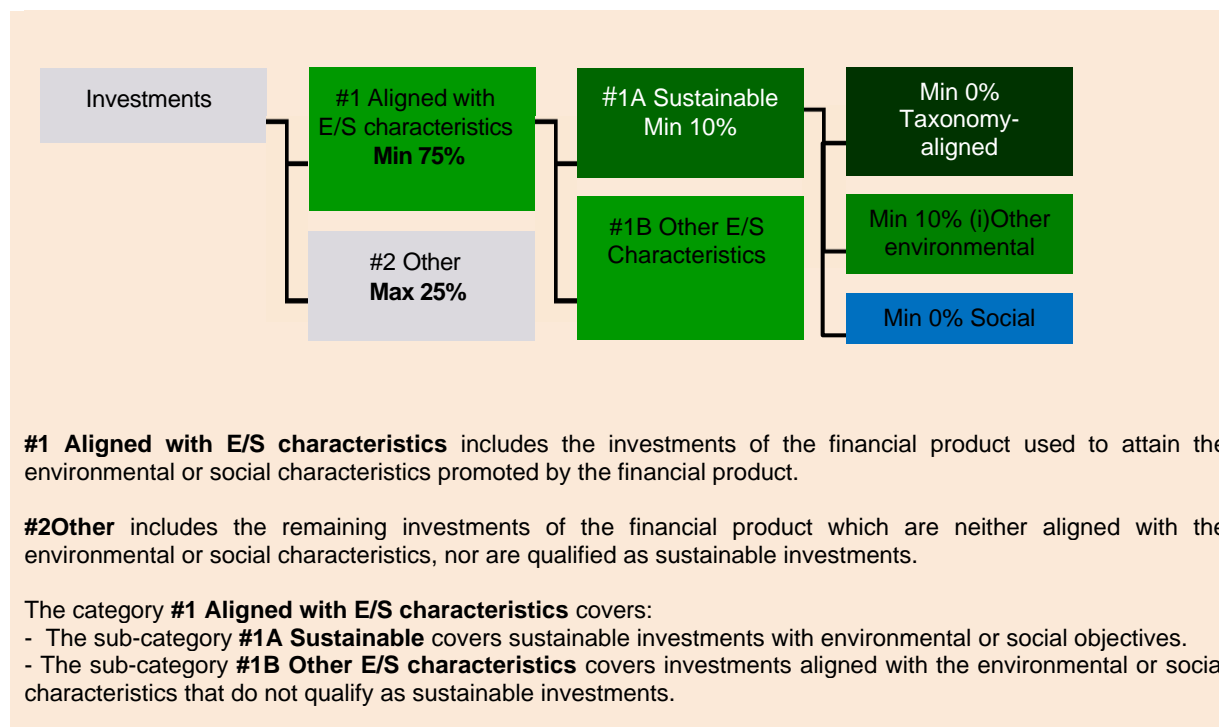 Investments
#1 Aligned with
E/S characteristics
Min 75%
#2 Other
Max 25%
#1A Sustainable
Min 10%
#1B Other E/S
Characteristics
Min 0%
Taxonomy-
aligned
Min 10% (i)Other
environmental
Min 0% Social
#1 Aligned with E/S characteristics includes the investments of the financial product used to attain the
environmental or social characteristics promoted by the financial product.
#2Other includes the remaining investments of the financial product which are neither aligned with the
environmental or social characteristics, nor are qualified as sustainable investments.
The category #1 Aligned with E/S characteristics covers:
- The sub-category #1A Sustainable covers sustainable investments with environmental or social objectives.
- The sub-category #1B Other E/S characteristics covers investments aligned with the environmental or social
characteristics that do not qualify as sustainable investments.